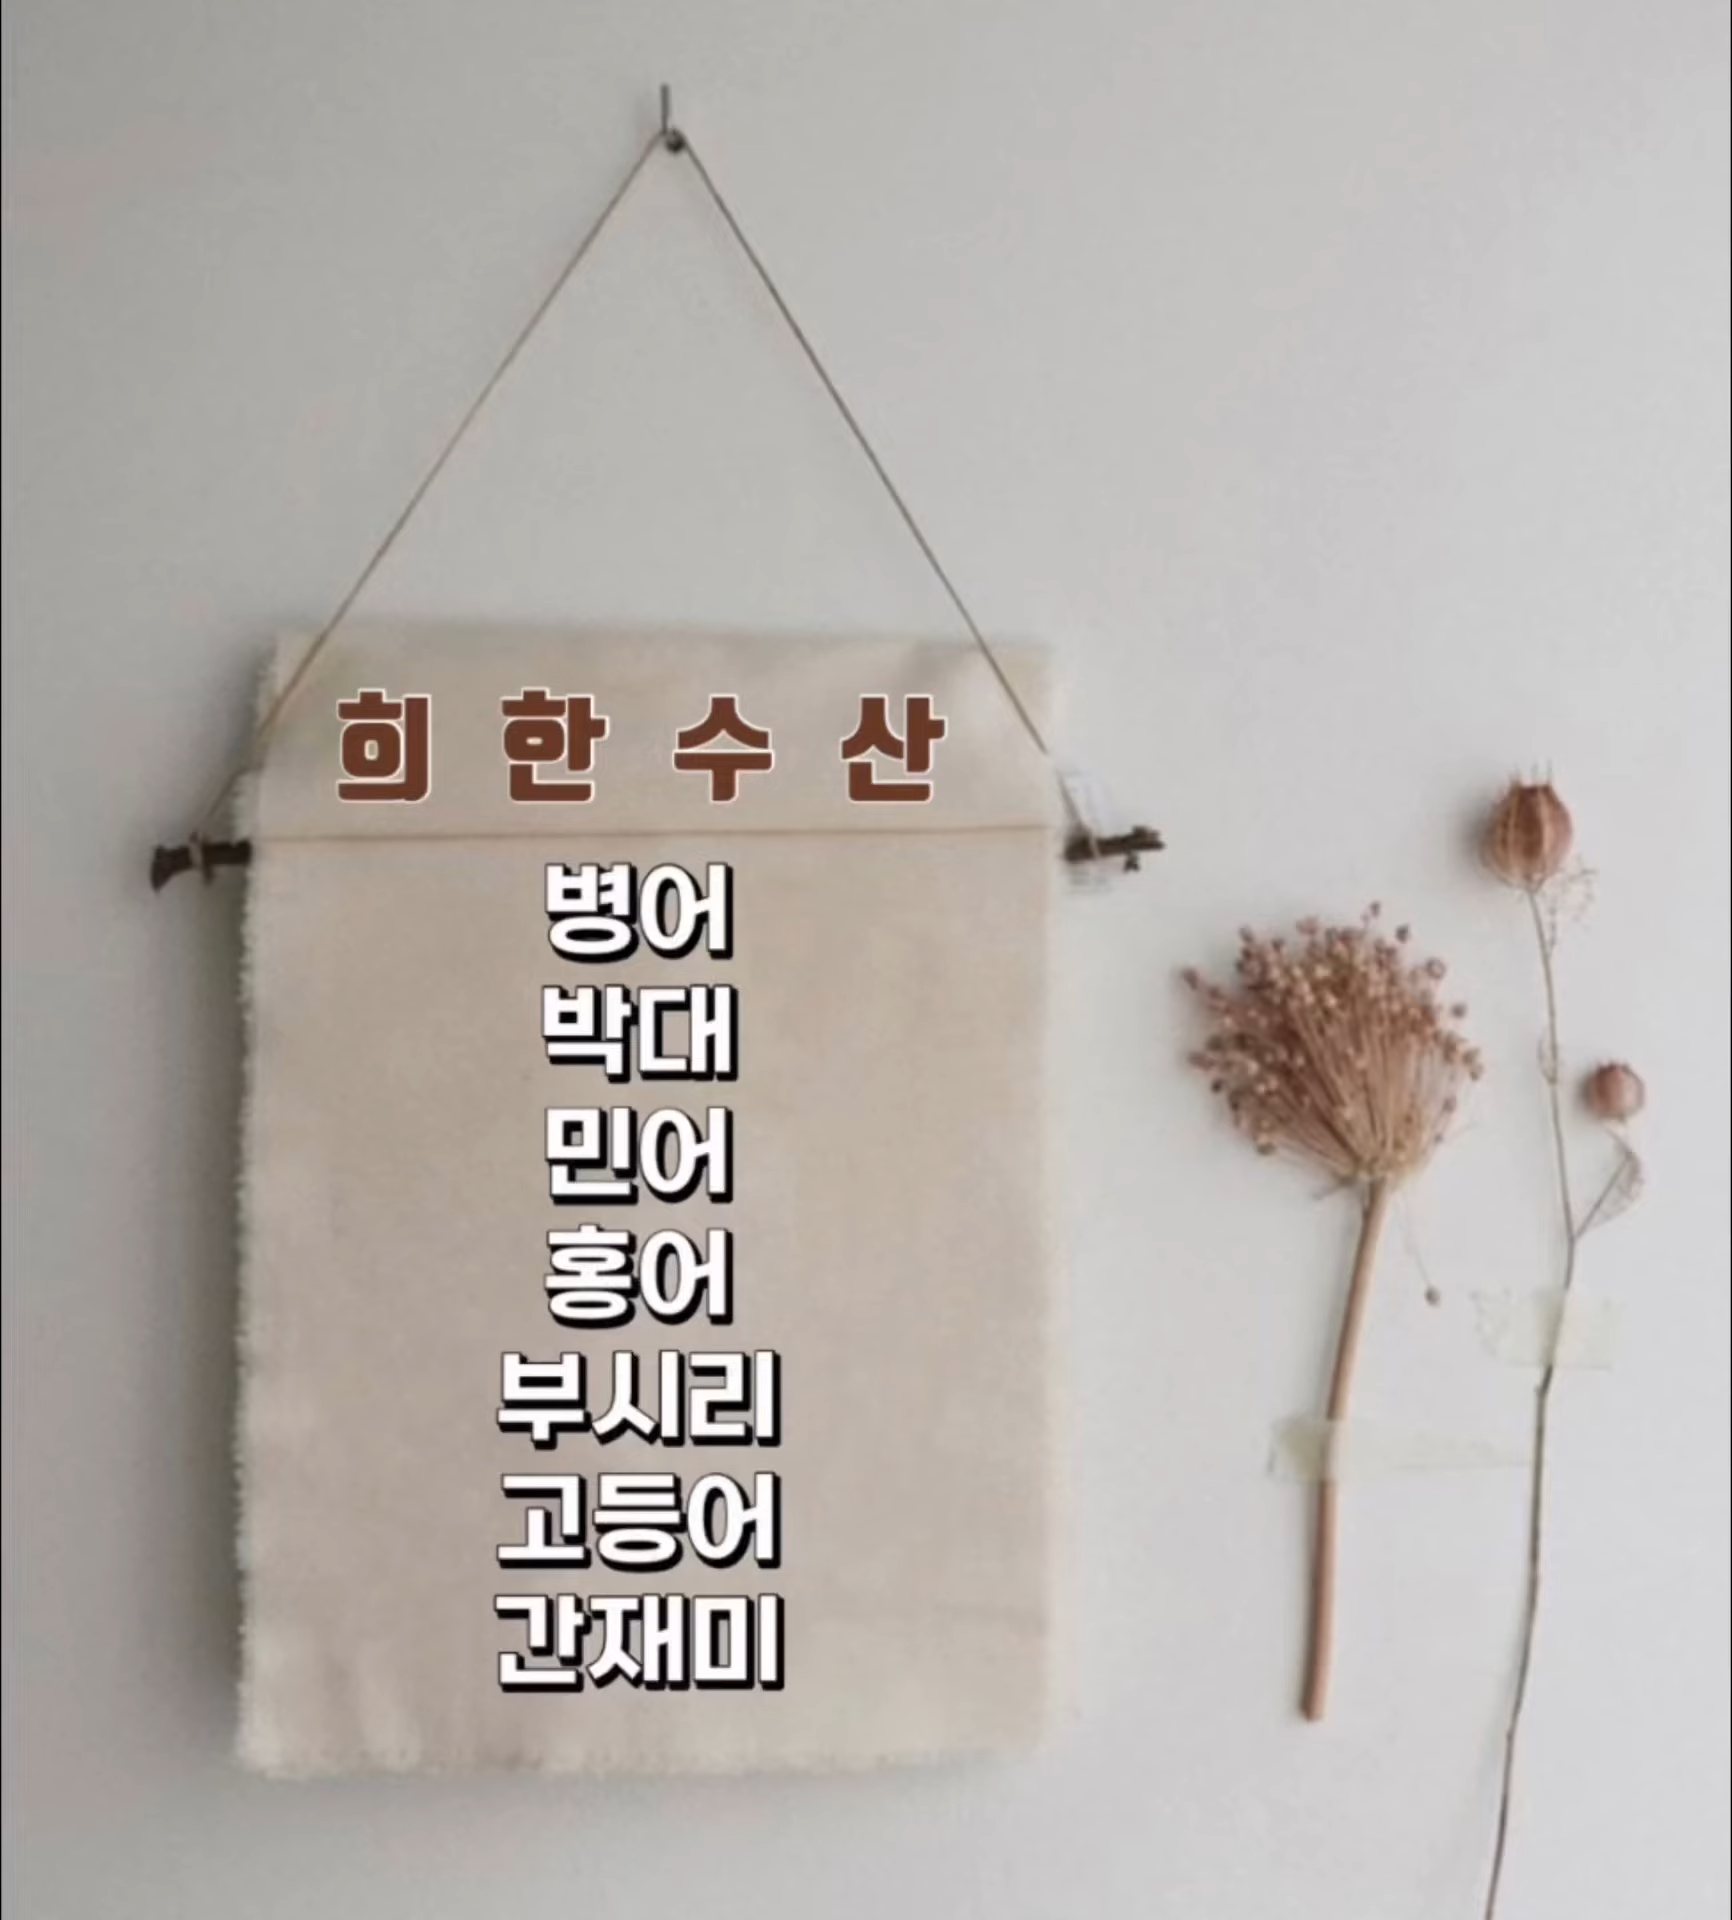 희 한 수 산
병어
박대
민어
홍어
부시리
고등어
간재미